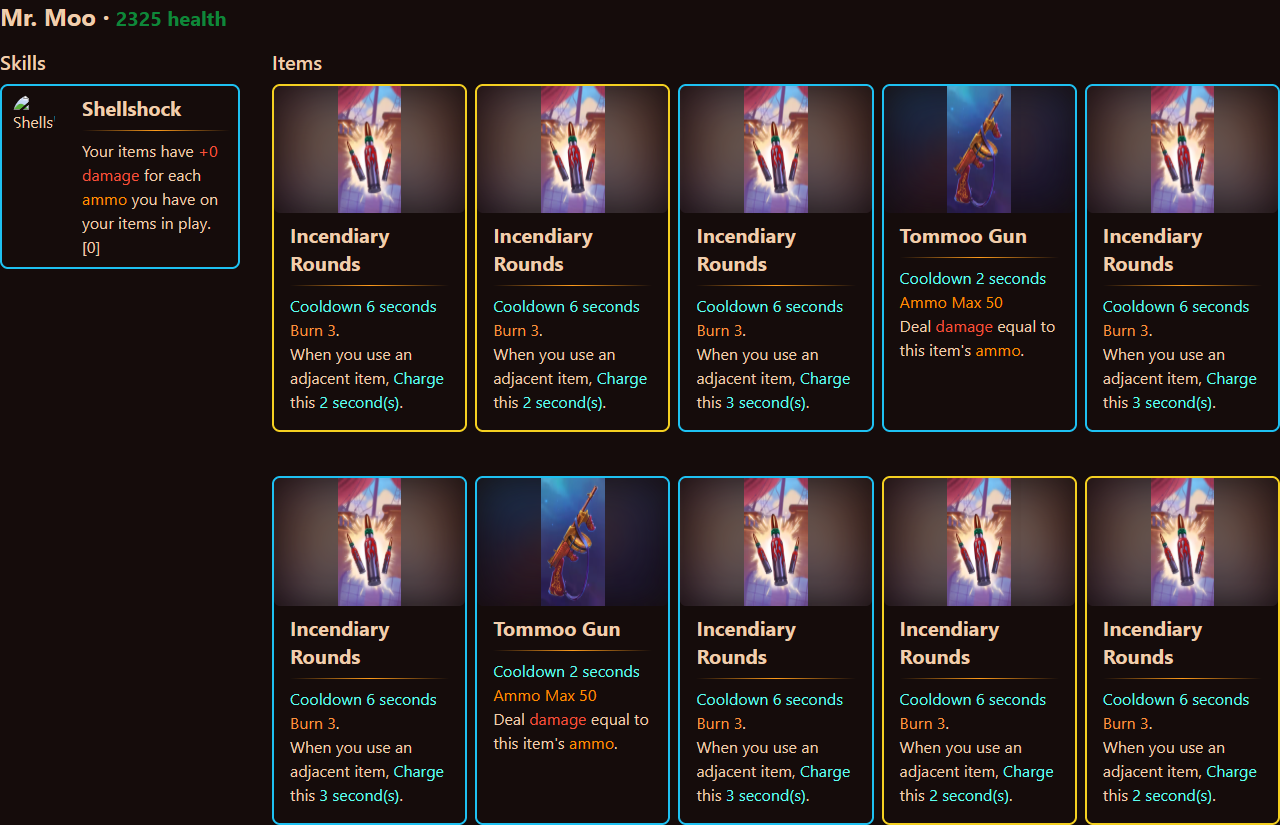 Mr. Moo · 2325 health
Skills
Items
Shells
Shellshock
Your items have +0
damage for each
ammo you have on
your items in play.
[0]
Incendiary
Rounds
Cooldown 6 seconds
Burn 3.
When you use an
adjacent item, Charge
this 2 second(s).
Incendiary
Rounds
Cooldown 6 seconds
Burn 3.
When you use an
adjacent item, Charge
this 2 second(s).
Incendiary
Rounds
Cooldown 6 seconds
Burn 3.
When you use an
adjacent item, Charge
this 3 second(s).
Tommoo Gun
Cooldown 2 seconds
Ammo Max 50
Deal damage equal to
this item's ammo.
Incendiary
Rounds
Cooldown 6 seconds
Burn 3.
When you use an
adjacent item, Charge
this 3 second(s).
Incendiary
Rounds
Cooldown 6 seconds
Burn 3.
When you use an
adjacent item, Charge
this 3 second(s).
Tommoo Gun
Cooldown 2 seconds
Ammo Max 50
Deal damage equal to
this item's ammo.
Incendiary
Rounds
Cooldown 6 seconds
Burn 3.
When you use an
adjacent item, Charge
this 3 second(s).
Incendiary
Rounds
Cooldown 6 seconds
Burn 3.
When you use an
adjacent item, Charge
this 2 second(s).
Incendiary
Rounds
Cooldown 6 seconds
Burn 3.
When you use an
adjacent item, Charge
this 2 second(s).